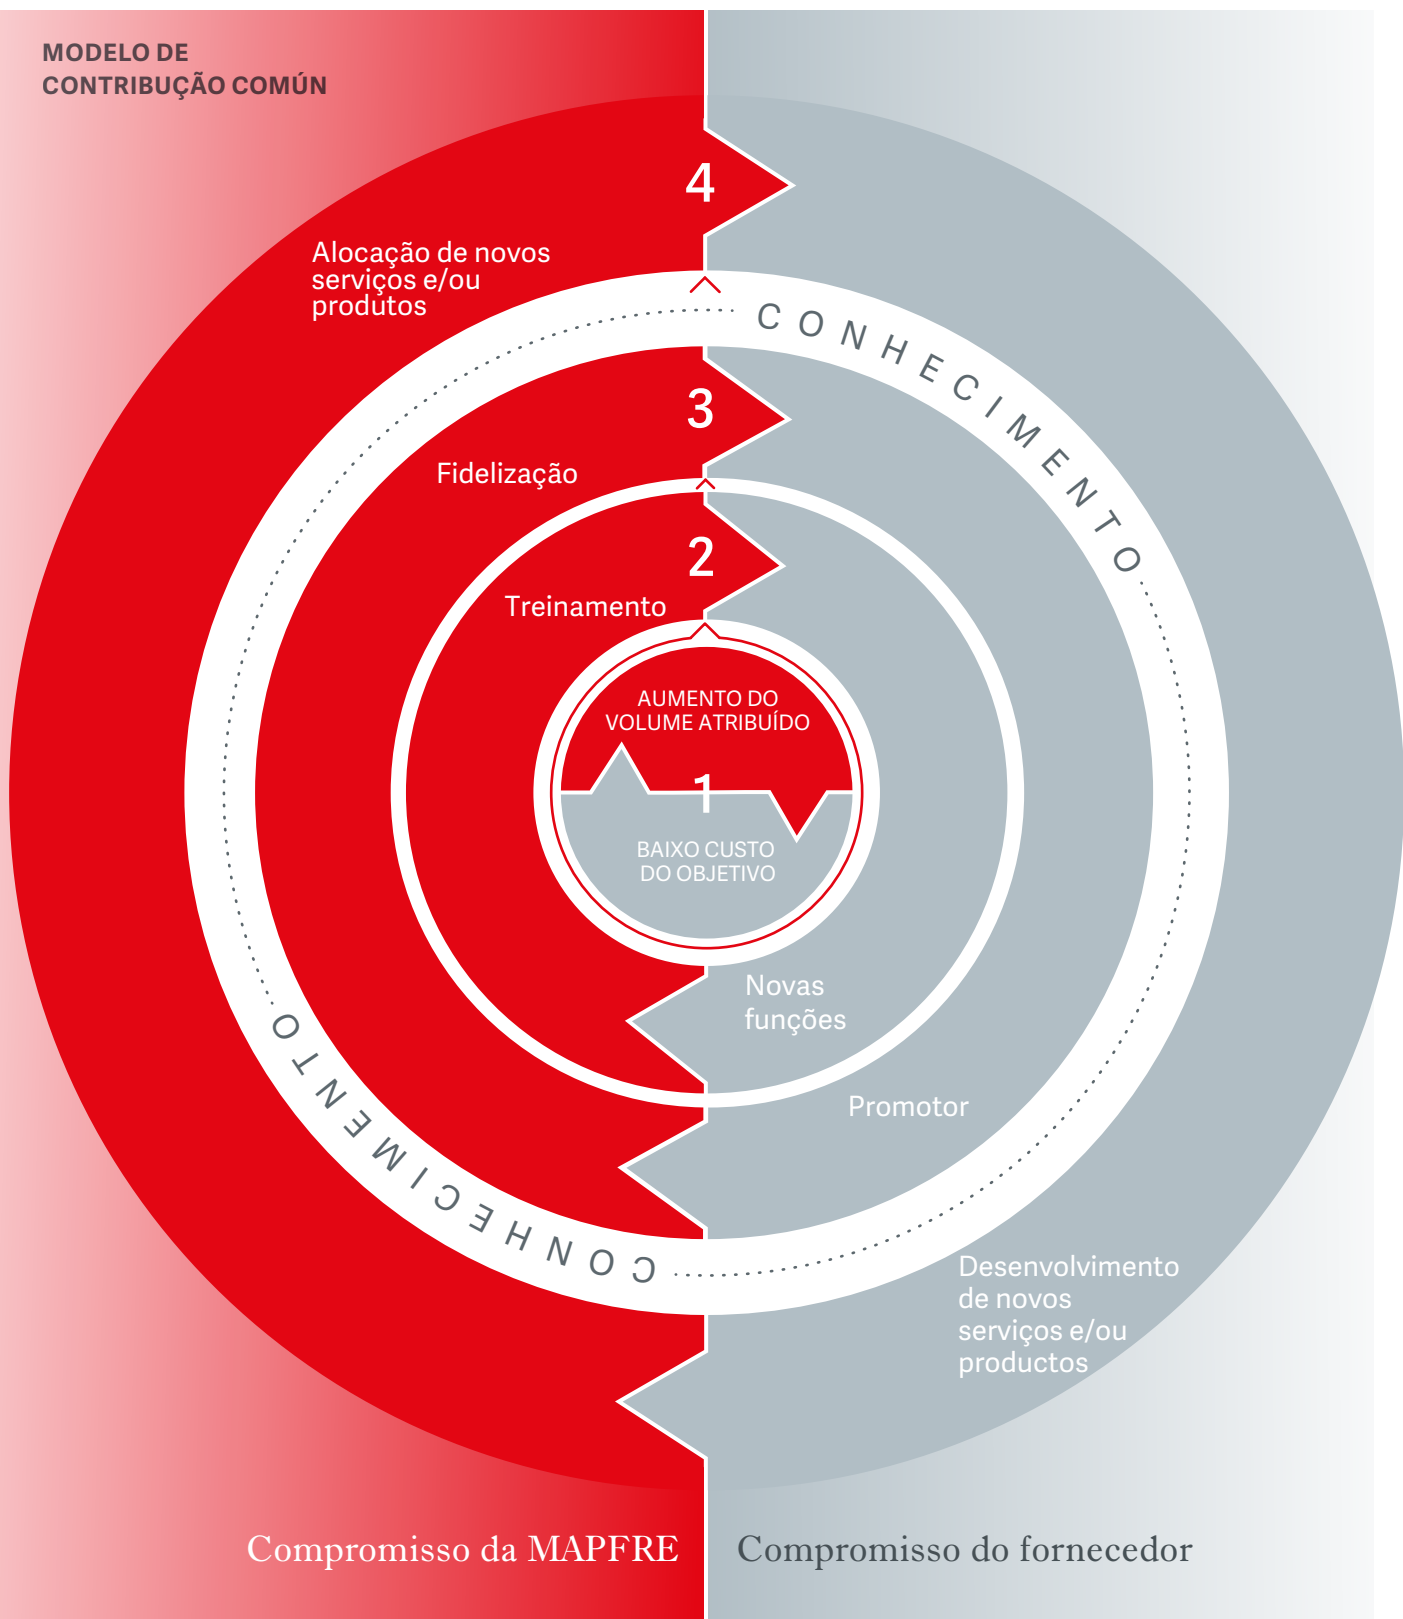 MODELO DE
CONTRIBUÇÃO COMÚN
4
Alocação de novos
serviços e/ou
produtos
CONHECIMENTO
3
Fidelização
2
Treinamento
AUMENTO DO
VOLUME ATRIBUÍDO
1
BAIXO CUSTO
DO OBJETIVO
Novas
funções
Promotor
CONHECIMENTO
Desenvolvimento
de novos
serviços e/ou
productos
Compromisso da MAPFRE
Compromisso do fornecedor